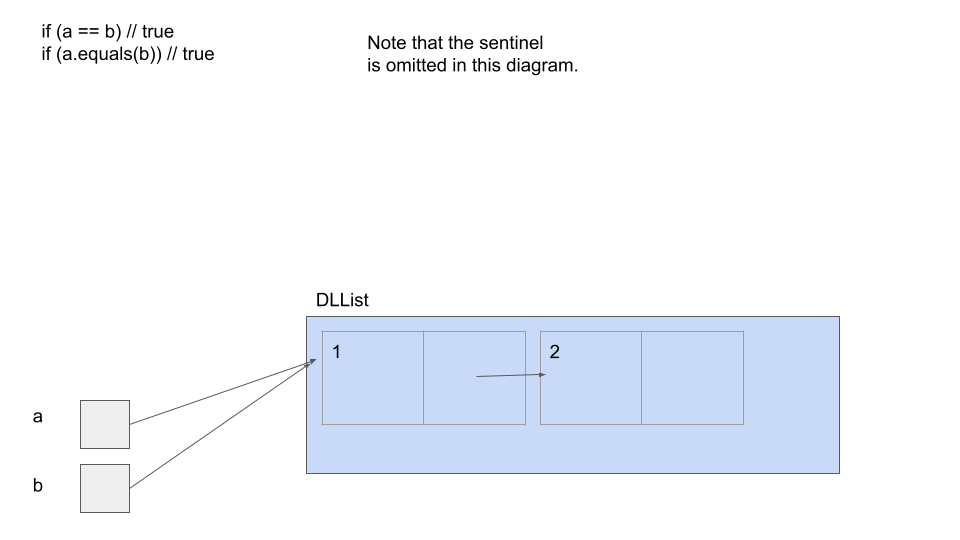 if (a == b) // true
if (a.equals(b)) // true
Note that the sentinel
is omitted in this diagram.
DLList
1
2
a
b